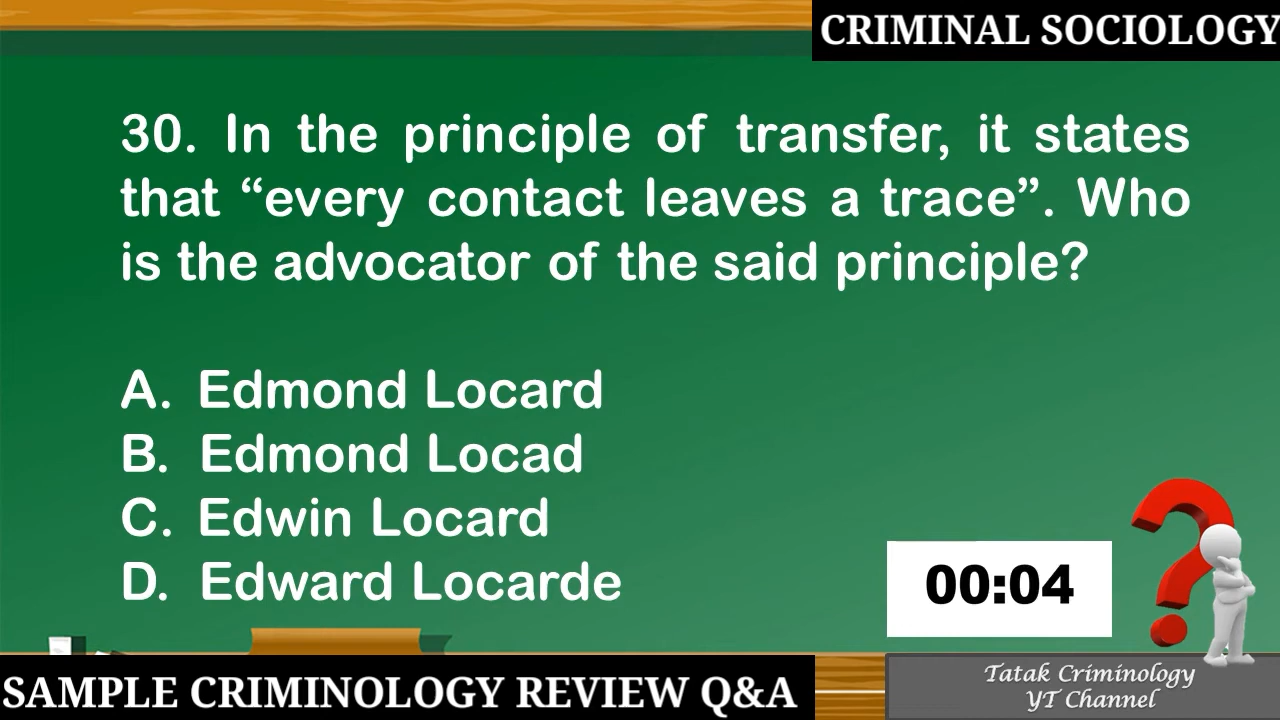 CRIMINAL SOCIOLOGY
30. In the principle of transfer, it states
that “every contact leaves a trace”. Who
is the advocator of the said principle?
A. Edmond Locard
B. Edmond Locad
C. Edwin Locard
D. Edward Locarde
00:04
SAMPLE CRIMINOLOGY REVIEW Q&A
Tatak Criminology
YT Channel